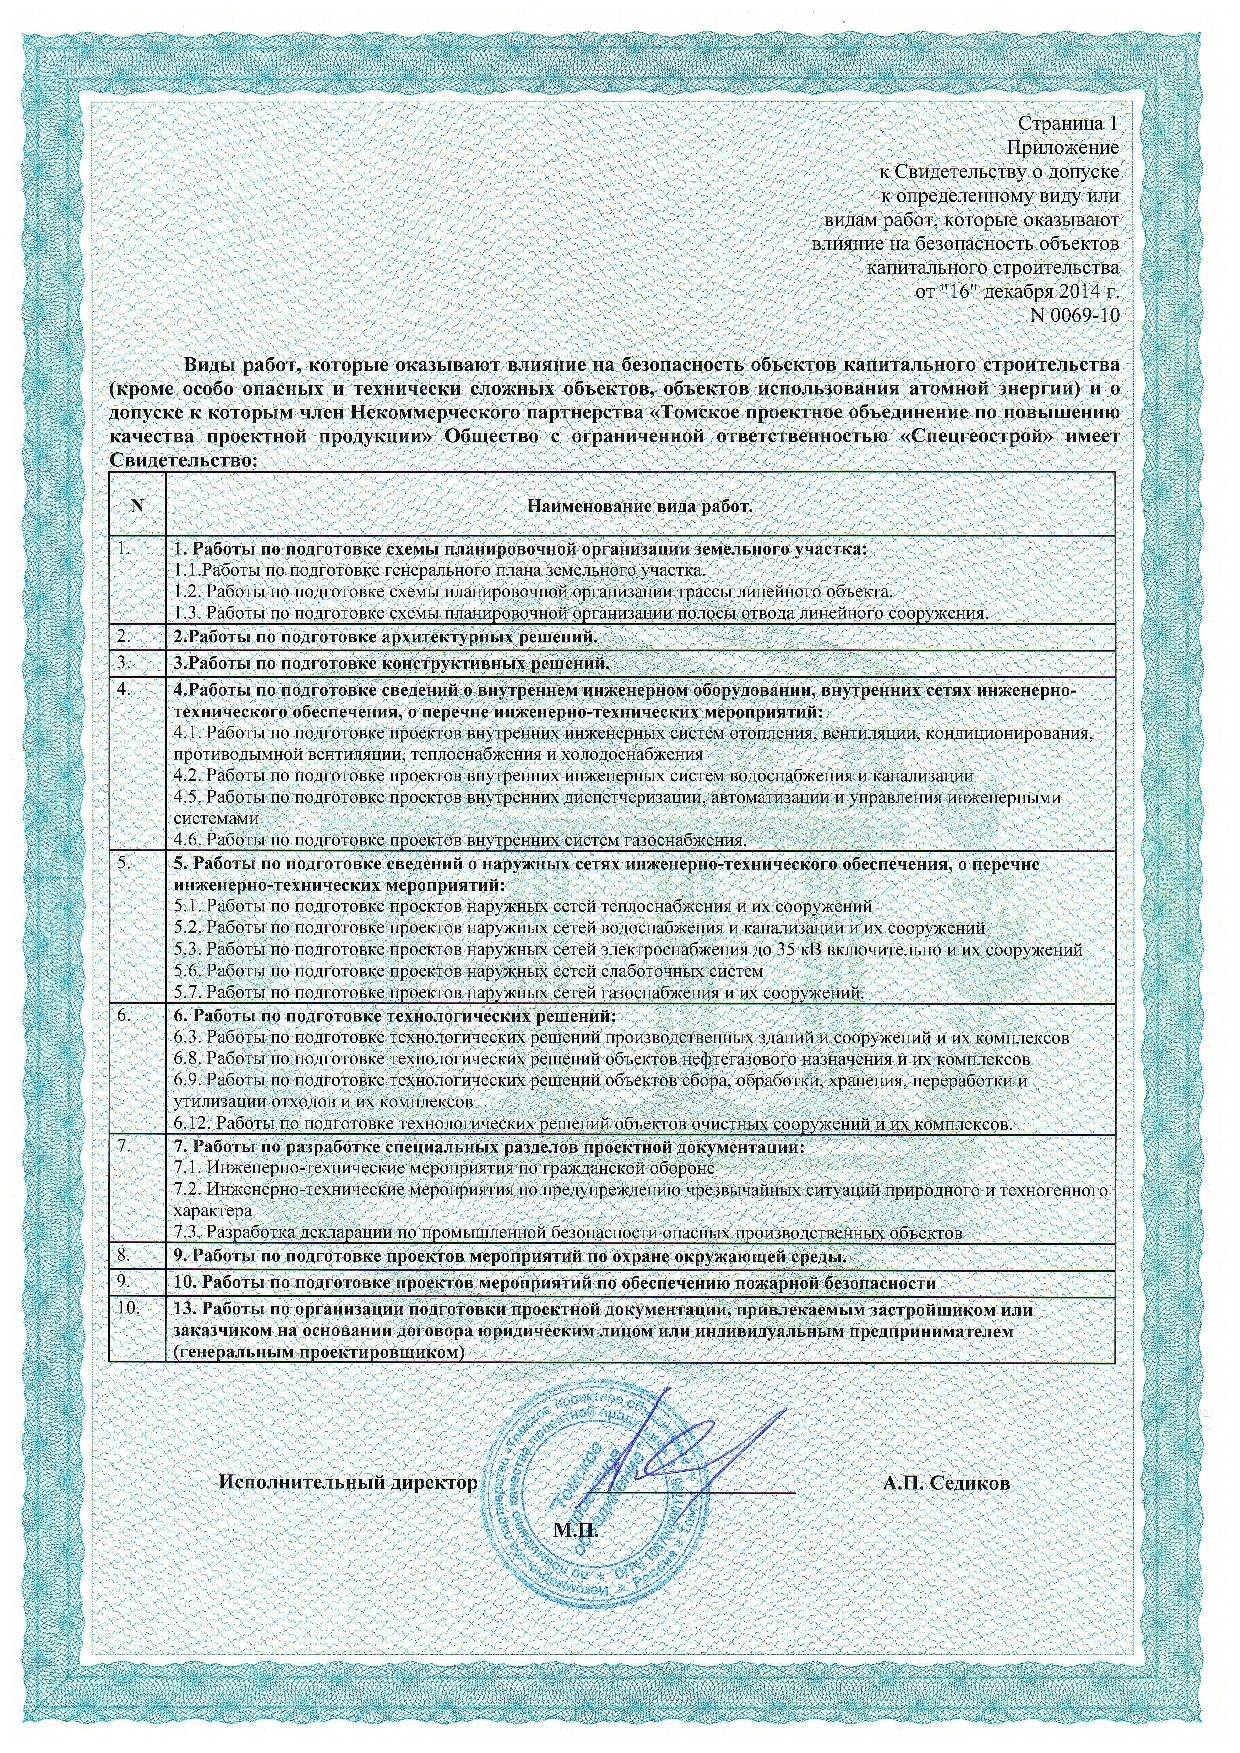 Страница 1
Приложение
к Свидетельству о допуске
к определенному виду или
видам работ, которые оказывают
влияние на безопасность объектов
капитального строительства
от "16" декабря 2014 г.
N 0069-10
Виды работ, которые оказывают влияние на безопасность объектов капитального строительства
(кроме особо опасных и технически сложных объектов, объектов использования атомной энергии) и о
допуске к которым член Некоммерческого партнерства «Томское проектное объединение по повышению
качества проектной продукции» Общество с ограниченной ответственностью «Спецгеострой» имеет
Свидетельство:
N Наименование вида работ.
1. 1. Работы по подготовке схемы планировочной организации земельного участка:
1.1.Работы по подготовке генерального плана земельного участка.
1.2. Работы по подготовке схемы планировочной организации трассы линейного объекта.
1.3. Работы по подготовке схемы планировочной организации полосы отвода линейного сооружения.
2. 2.Работы по подготовке архитектурных решений.
3. 3.Работы по подготовке конструктивных решений.
4. 4.Работы по подготовке сведений о внутреннем инженерном оборудовании, внутренних сетях инженерно-
технического обеспечения, о перечне инженерно-технических мероприятий:
4.1. Работы по подготовке проектов внутренних инженерных систем отопления, вентиляции, кондиционирования,
противодымной вентиляции, теплоснабжения и холодоснабжения
4.2. Работы по подготовке проектов внутренних инженерных систем водоснабжения и канализации
4.5. Работы по подготовке проектов внутренних диспетчеризации, автоматизации и управления инженерными
системами
4.6. Работы по подготовке проектов внутренних систем газоснабжения.
5. 5. Работы по подготовке сведений о наружных сетях инженерно-технического обеспечения, о перечне
инженерно-технических мероприятий:
5.1. Работы по подготовке проектов наружных сетей теплоснабжения и их сооружений
5.2. Работы по подготовке проектов наружных сетей водоснабжения и канализации и их сооружений
5.3. Работы по подготовке проектов наружных сетей электроснабжения до 35 кВ включительно и их сооружений
5.6. Работы по подготовке проектов наружных сетей слаботочных систем
5.7. Работы по подготовке проектов наружных сетей газоснабжения и их сооружений.
6. 6. Работы по подготовке технологических решений:
6.3. Работы по подготовке технологических решений производственных зданий и сооружений и их комплексов
6.8. Работы по подготовке технологических решений объектов нефтегазового назначения и их комплексов
6.9. Работы по подготовке технологических решений объектов сбора, обработки, хранения, переработки и
утилизации отходов и их комплексов
6.12. Работы по подготовке технологических решений объектов очистных сооружений и их комплексов.
7. 7. Работы по разработке специальных разделов проектной документации:
7.1. Инженерно-технические мероприятия по гражданской обороне
7.2. Инженерно-технические мероприятия по предупреждению чрезвычайных ситуаций природного и техногенного
характера
7.3. Разработка декларации по промышленной безопасности опасных производственных объектов
8. 9. Работы по подготовке проектов мероприятий по охране окружающей среды.
9. 10. Работы по подготовке проектов мероприятий по обеспечению пожарной безопасности
10. 13. Работы по организации подготовки проектной документации, привлекаемым застройщиком или
заказчиком на основании договора юридическим лицом или индивидуальным предпринимателем
(генеральным проектировщиком)
Исполнительный директор А.П. Седиков
М.П.
"Томское
проектное
объединение"